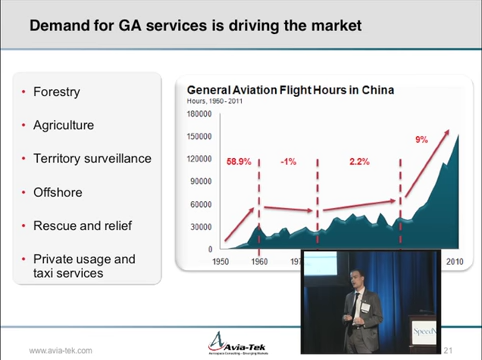 Demand for GA services is driving the market
• Forestry
• Agriculture
• Territory surveillance
• Offshore
• Rescue and relief
• Private usage and
taxi services
General Aviation Flight Hours in China
Hours, 1960 - 2011
180000
150000
120000
90000
60000
30000
0
58.9%
-1%
2.2%
9%
1950
1960
2010
www.avia-tek.com
Avia-Tek
21